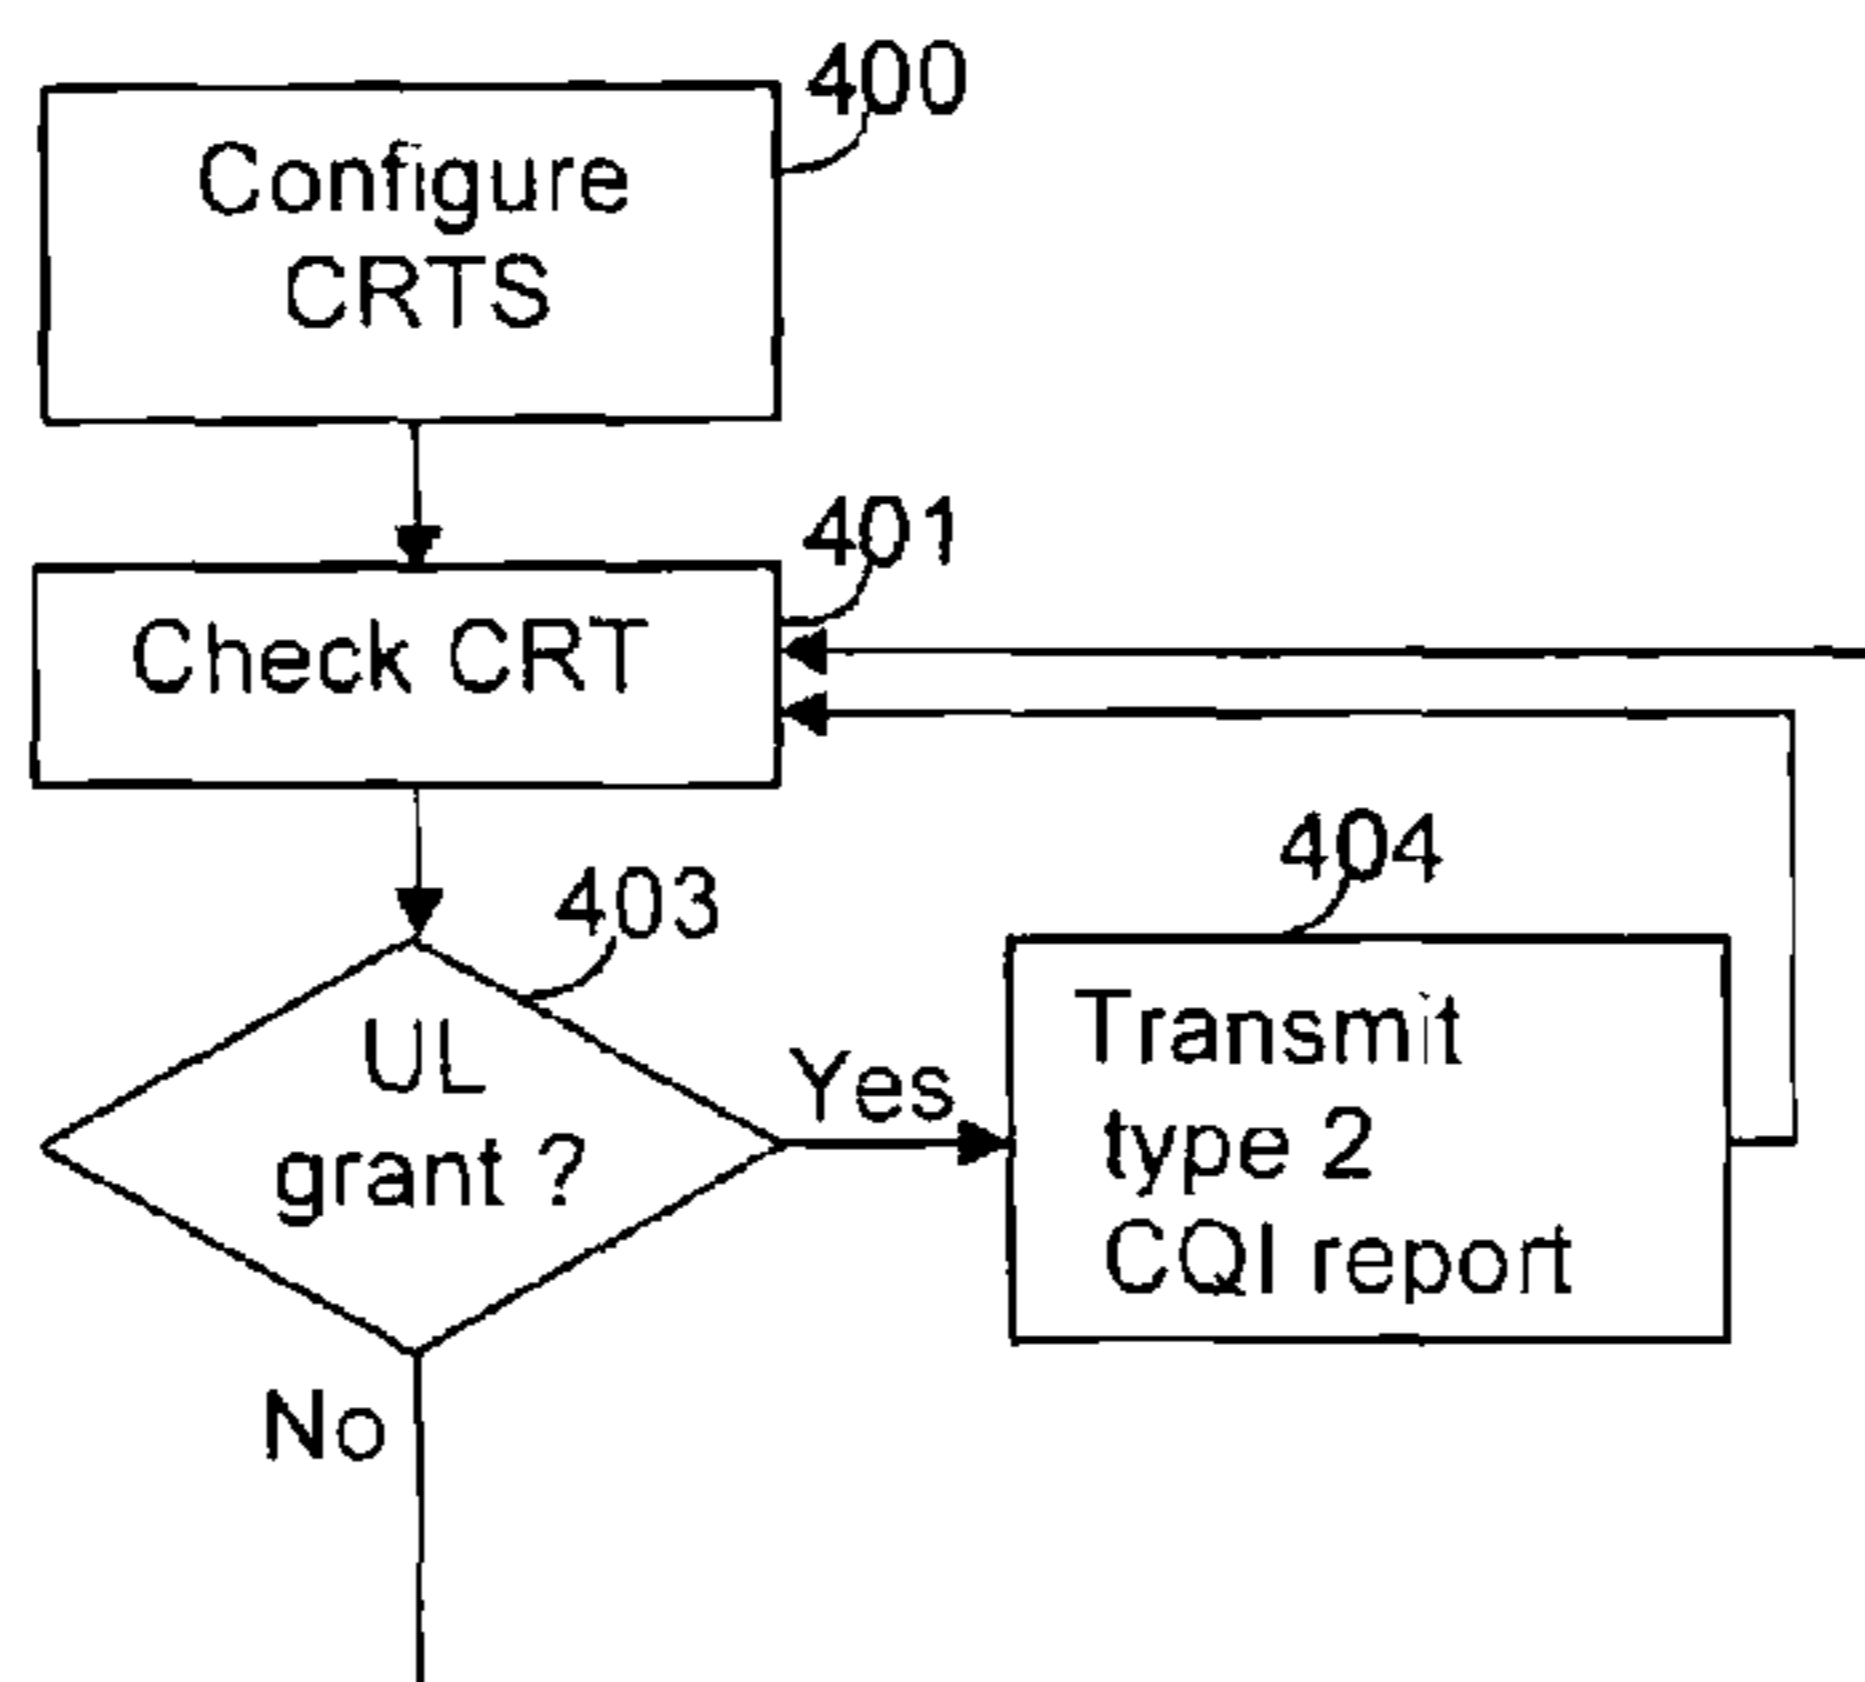 400
Configure
CRTS
401
Check CRT
403
404
UL
grant ?
Yes
Transmit
type 2
CQI report
No